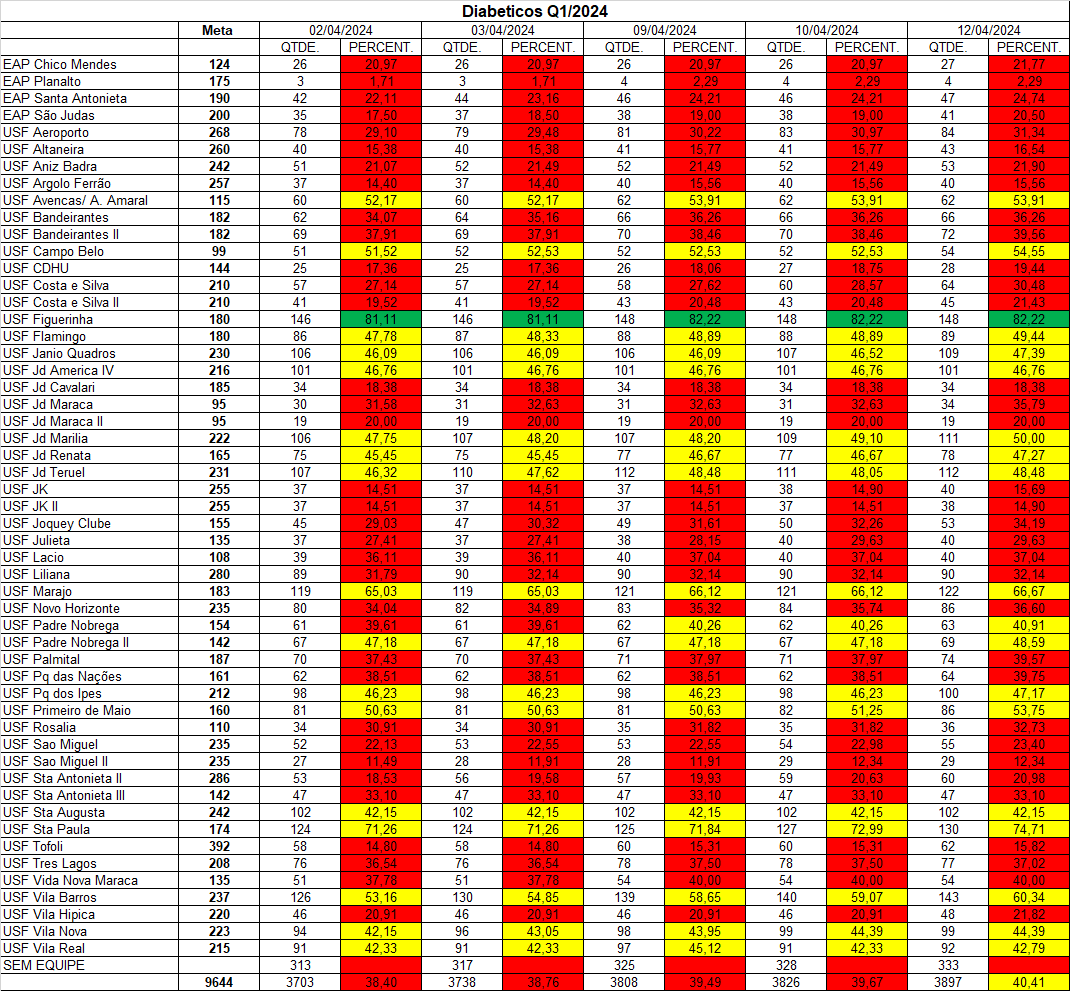 Diabeticos Q1/2024
Meta 02/04/2024 03/04/2024 09/04/2024 10/04/2024 12/04/2024
QTDE. PERCENT. QTDE. PERCENT. QTDE. PERCENT. QTDE. PERCENT. QTDE. PERCENT.
EAP Chico Mendes 124 26 20,97 26 20,97 26 20,97 26 20,97 27 21,77
EAP Planalto 175 3 1,71 3 1,71 4 2,29 4 2,29 4 2,29
EAP Santa Antonieta 190 42 22,11 44 23,16 46 24,21 46 24,21 47 24,74
EAP São Judas 200 35 17,50 37 18,50 38 19,00 38 19,00 41 20,50
USF Aeroporto 268 78 29,10 79 29,48 81 30,22 83 30,97 84 31,34
USF Altaneira 260 40 15,38 40 15,38 41 15,77 41 15,77 43 16,54
USF Aniz Badra 242 51 21,07 52 21,49 52 21,49 52 21,49 53 21,90
USF Argolo Ferrão 257 37 14,40 37 14,40 40 15,56 40 15,56 40 15,56
USF Avencas/ A. Amaral 115 60 52,17 60 52,17 62 53,91 62 53,91 62 53,91
USF Bandeirantes 182 62 34,07 64 35,16 66 36,26 66 36,26 66 36,26
USF Bandeirantes II 182 69 37,91 69 37,91 70 38,46 70 38,46 72 39,56
USF Campo Belo 99 51 51,52 52 52,53 52 52,53 52 52,53 54 54,55
USF CDHU 144 25 17,36 25 17,36 26 18,06 27 18,75 28 19,44
USF Costa e Silva 210 57 27,14 57 27,14 58 27,62 60 28,57 64 30,48
USF Costa e Silva II 210 41 19,52 41 19,52 43 20,48 43 20,48 45 21,43
USF Figuerinha 180 146 81,11 146 81,11 148 82,22 148 82,22 148 82,22
USF Flamingo 180 86 47,78 87 48,33 88 48,89 88 48,89 89 49,44
USF Janio Quadros 230 106 46,09 106 46,09 106 46,09 107 46,52 109 47,39
USF Jd America IV 216 101 46,76 101 46,76 101 46,76 101 46,76 101 46,76
USF Jd Cavalari 185 34 18,38 34 18,38 34 18,38 34 18,38 34 18,38
USF Jd Maraca 95 30 31,58 31 32,63 31 32,63 31 32,63 34 35,79
USF Jd Maraca II 95 19 20,00 19 20,00 19 20,00 19 20,00 19 20,00
USF Jd Marilia 222 106 47,75 107 48,20 107 48,20 109 49,10 111 50,00
USF Jd Renata 165 75 45,45 75 45,45 77 46,67 77 46,67 78 47,27
USF Jd Teruel 231 107 46,32 110 47,62 112 48,48 111 48,05 112 48,48
USF JK 255 37 14,51 37 14,51 37 14,51 38 14,90 40 15,69
USF JK II 255 37 14,51 37 14,51 37 14,51 37 14,51 38 14,90
USF Joquey Clube 155 45 29,03 47 30,32 49 31,61 50 32,26 53 34,19
USF Julieta 135 37 27,41 37 27,41 38 28,15 40 29,63 40 29,63
USF Lacio 108 39 36,11 39 36,11 40 37,04 40 37,04 40 37,04
USF Liliana 280 89 31,79 90 32,14 90 32,14 90 32,14 90 32,14
USF Marajo 183 119 65,03 119 65,03 121 66,12 121 66,12 122 66,67
USF Novo Horizonte 235 80 34,04 82 34,89 83 35,32 84 35,74 86 36,60
USF Padre Nobrega 154 61 39,61 61 39,61 62 40,26 62 40,26 63 40,91
USF Padre Nobrega II 142 67 47,18 67 47,18 67 47,18 67 47,18 69 48,59
USF Palmital 187 70 37,43 70 37,43 71 37,97 71 37,97 74 39,57
USF Pq das Nações 161 62 38,51 62 38,51 62 38,51 62 38,51 64 39,75
USF Pq dos Ipes 212 98 46,23 98 46,23 98 46,23 98 46,23 100 47,17
USF Primeiro de Maio 160 81 50,63 81 50,63 81 50,63 82 51,25 86 53,75
USF Rosalia 110 34 30,91 34 30,91 35 31,82 35 31,82 36 32,73
USF Sao Miguel 235 52 22,13 53 22,55 53 22,55 54 22,98 55 23,40
USF Sao Miguel II 235 27 11,49 28 11,91 28 11,91 29 12,34 29 12,34
USF Sta Antonieta II 286 53 18,53 56 19,58 57 19,93 59 20,63 60 20,98
USF Sta Antonieta III 142 47 33,10 47 33,10 47 33,10 47 33,10 47 33,10
USF Sta Augusta 242 102 42,15 102 42,15 102 42,15 102 42,15 102 42,15
USF Sta Paula 174 124 71,26 124 71,26 125 71,84 127 72,99 130 74,71
USF Tofoli 392 58 14,80 58 14,80 60 15,31 60 15,31 62 15,82
USF Tres Lagos 208 76 36,54 76 36,54 78 37,50 78 37,50 77 37,02
USF Vida Nova Maraca 135 51 37,78 51 37,78 54 40,00 54 40,00 54 40,00
USF Vila Barros 237 126 53,16 130 54,85 139 58,65 140 59,07 143 60,34
USF Vila Hipica 220 46 20,91 46 20,91 46 20,91 46 20,91 48 21,82
USF Vila Nova 223 94 42,15 96 43,05 98 43,95 99 44,39 99 44,39
USF Vila Real 215 91 42,33 91 42,33 97 45,12 91 42,33 92 42,79
SEM EQUIPE 313 317 325 328 333
9644 3703 38,40 3738 38,76 3808 39,49 3826 39,67 3897 40,41